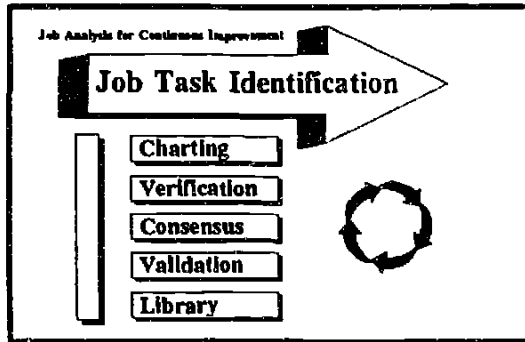 Job Analysis for Continuous Improvement
Job Task Identification
Charting
Verification
Consensus
Validation
Library